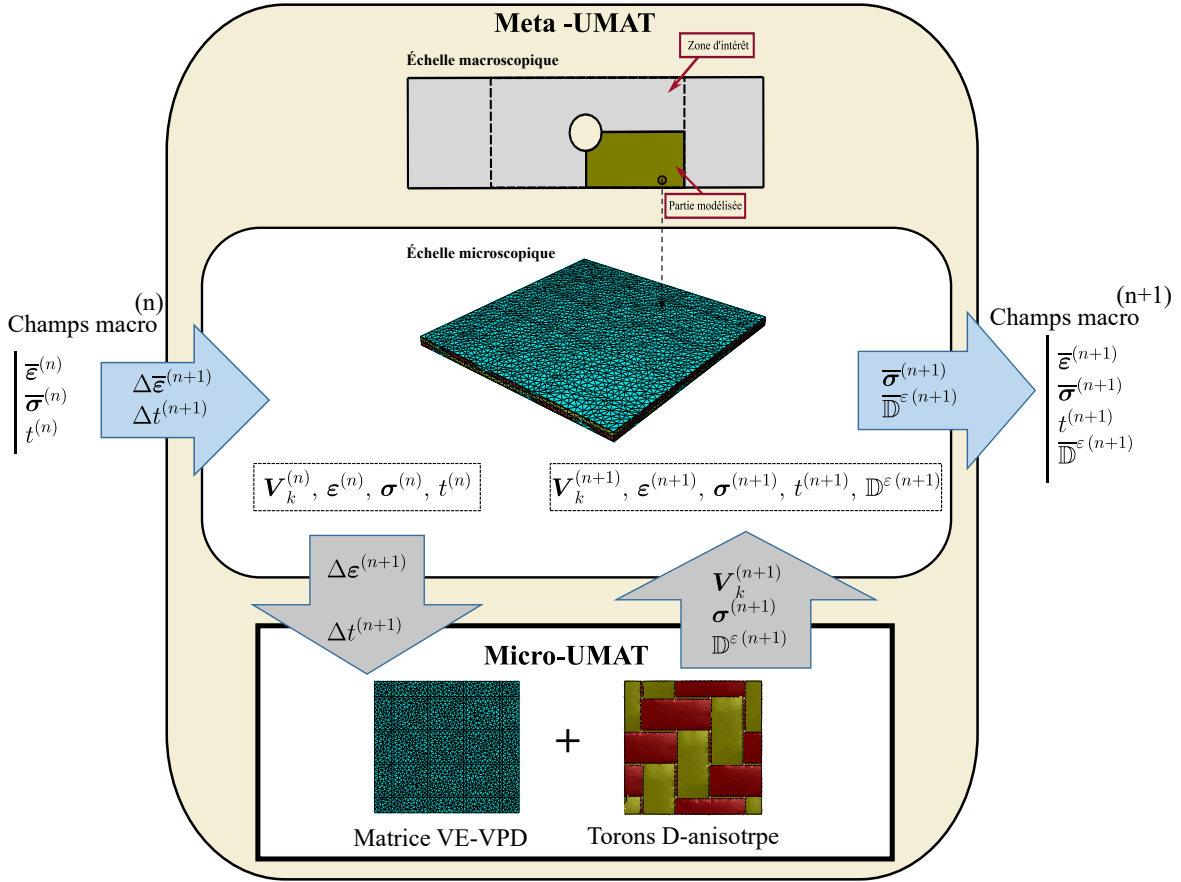 Meta -UMAT
Zone d'intérêt
Échelle macroscopique
Partie modélisée
Échelle microscopique
(n)
Champs macro
ε̅⁽ⁿ⁾
σ̅⁽ⁿ⁾
t⁽ⁿ⁾
Δε̅⁽ⁿ⁺¹⁾
Δt⁽ⁿ⁺¹⁾
σ̅⁽ⁿ⁺¹⁾
𝔻̅^ε⁽ⁿ⁺¹⁾
(n+1)
Champs macro
ε̅⁽ⁿ⁺¹⁾
σ̅⁽ⁿ⁺¹⁾
t⁽ⁿ⁺¹⁾
𝔻̅^ε⁽ⁿ⁺¹⁾
V_k⁽ⁿ⁾, ε⁽ⁿ⁾, σ⁽ⁿ⁾, t⁽ⁿ⁾
V_k⁽ⁿ⁺¹⁾, ε⁽ⁿ⁺¹⁾, σ⁽ⁿ⁺¹⁾, t⁽ⁿ⁺¹⁾, 𝔻^ε⁽ⁿ⁺¹⁾
Δε⁽ⁿ⁺¹⁾
Δt⁽ⁿ⁺¹⁾
V_k⁽ⁿ⁺¹⁾
σ⁽ⁿ⁺¹⁾
𝔻^ε⁽ⁿ⁺¹⁾
Micro-UMAT
+
Matrice VE-VPD
Torons D-anisotrpe